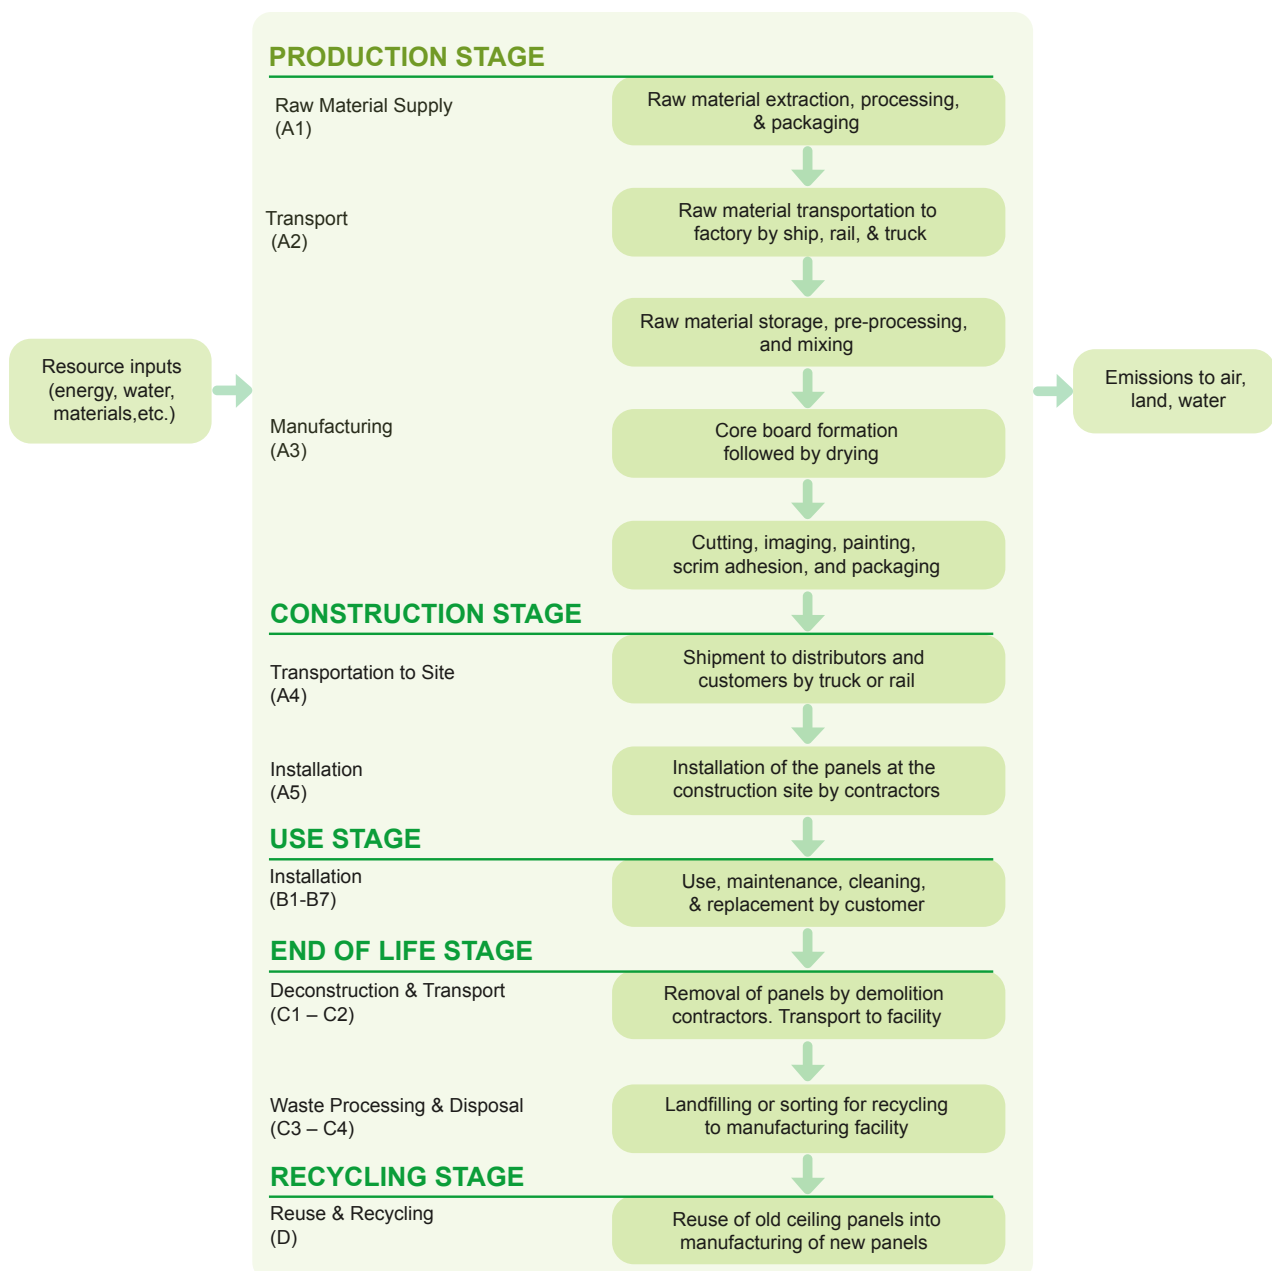 PRODUCTION STAGE
Raw Material Supply
(A1)
Raw material extraction, processing,
& packaging
Transport
(A2)
Raw material transportation to
factory by ship, rail, & truck
Raw material storage, pre-processing,
and mixing
Resource inputs
(energy, water,
materials,etc.)
Emissions to air,
land, water
Manufacturing
(A3)
Core board formation
followed by drying
Cutting, imaging, painting,
scrim adhesion, and packaging
CONSTRUCTION STAGE
Transportation to Site
(A4)
Shipment to distributors and
customers by truck or rail
Installation
(A5)
Installation of the panels at the
construction site by contractors
USE STAGE
Installation
(B1-B7)
Use, maintenance, cleaning,
& replacement by customer
END OF LIFE STAGE
Deconstruction & Transport
(C1 – C2)
Removal of panels by demolition
contractors. Transport to facility
Waste Processing & Disposal
(C3 – C4)
Landfilling or sorting for recycling
to manufacturing facility
RECYCLING STAGE
Reuse & Recycling
(D)
Reuse of old ceiling panels into
manufacturing of new panels